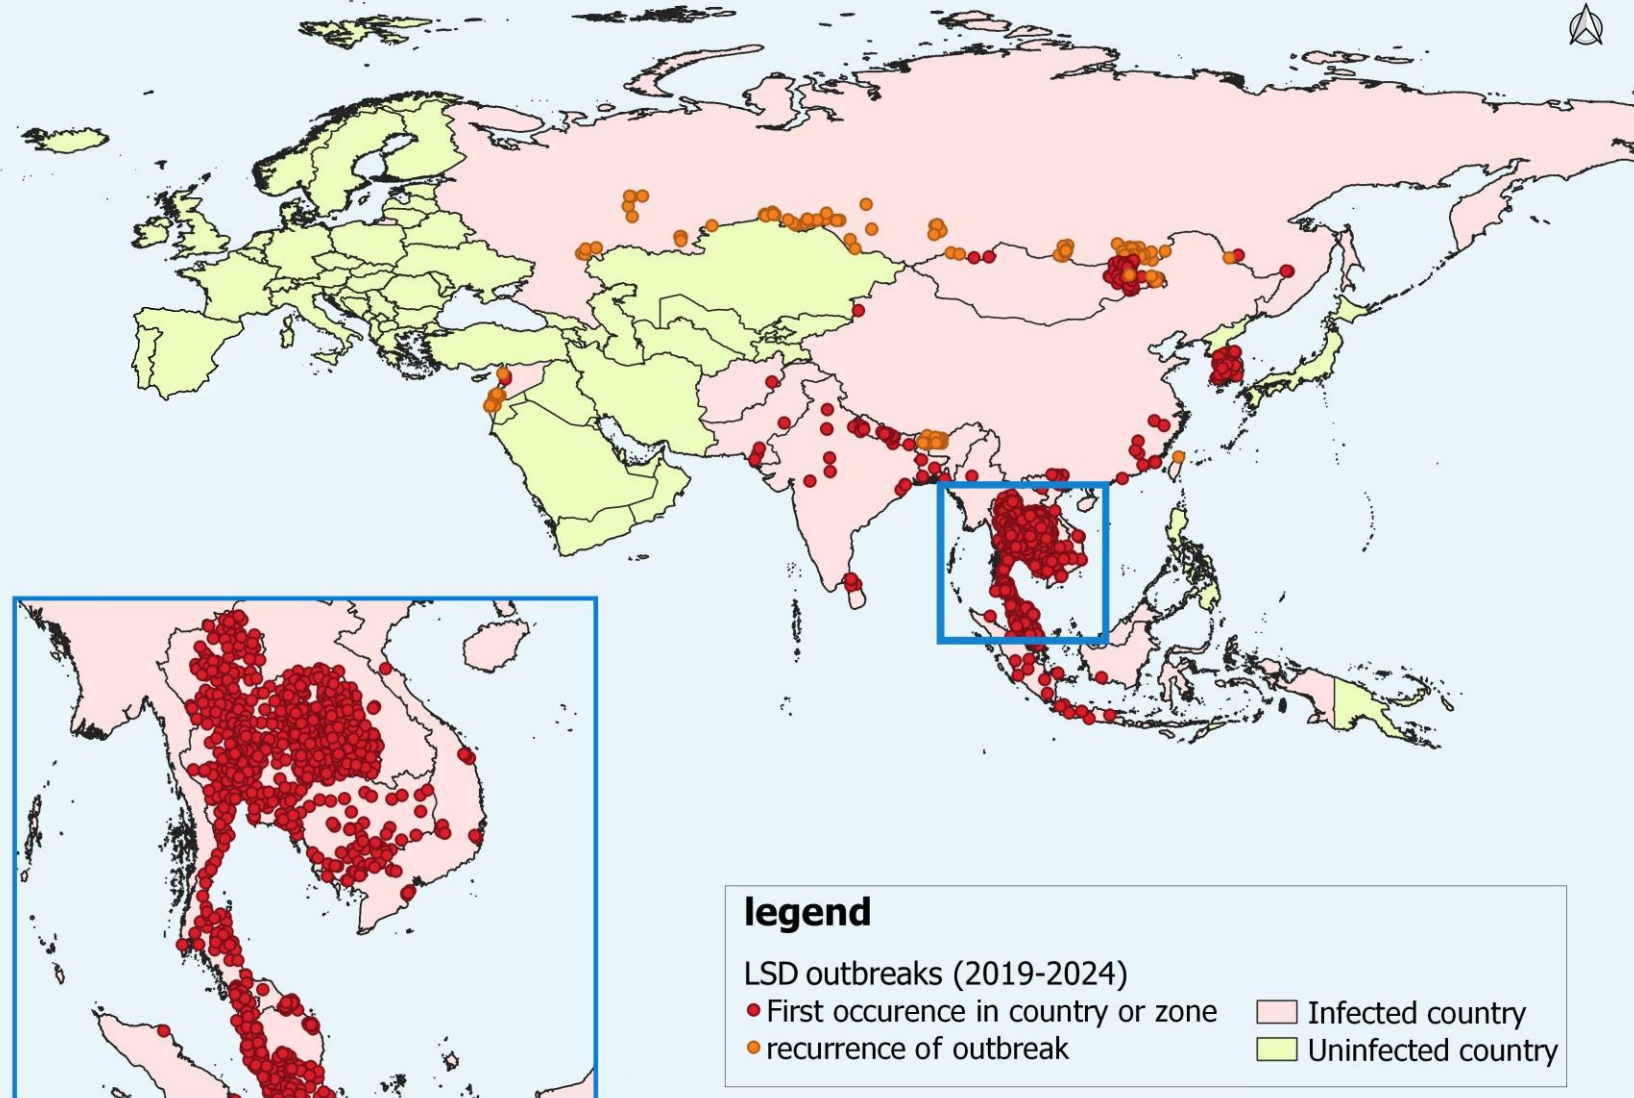 legend
LSD outbreaks (2019-2024)
First occurence in country or zone
recurrence of outbreak
Infected country
Uninfected country